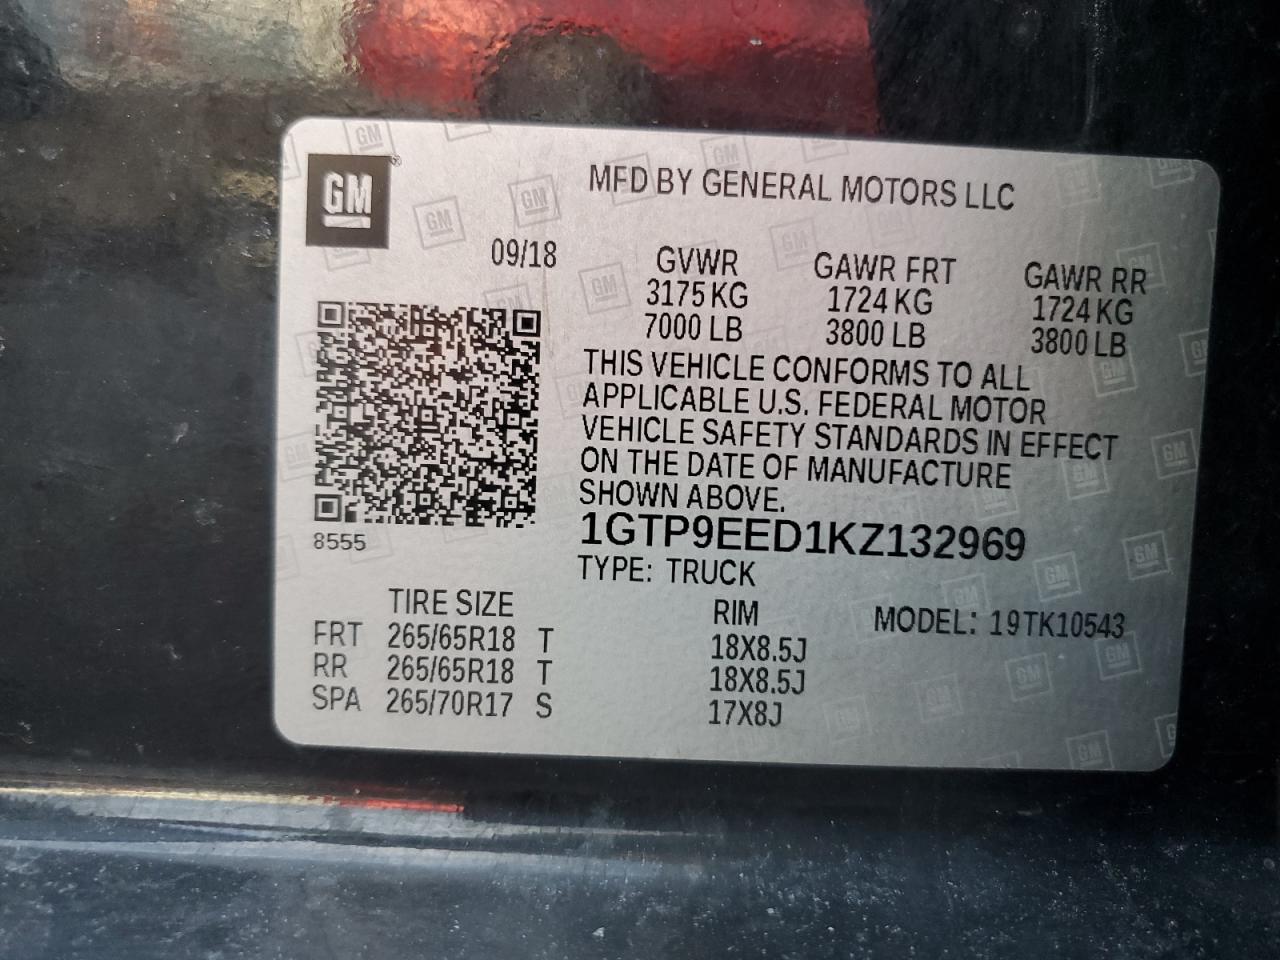 GM
MFD BY GENERAL MOTORS LLC
09/18
GVWR GAWR FRT GAWR RR
3175 KG 1724 KG 1724 KG
7000 LB 3800 LB 3800 LB
THIS VEHICLE CONFORMS TO ALL
APPLICABLE U.S. FEDERAL MOTOR
VEHICLE SAFETY STANDARDS IN EFFECT
ON THE DATE OF MANUFACTURE
SHOWN ABOVE.
8555
1GTP9EED1KZ132969
TYPE: TRUCK
TIRE SIZE RIM MODEL: 19TK10543
FRT 265/65R18 T 18X8.5J
RR 265/65R18 T 18X8.5J
SPA 265/70R17 S 17X8J